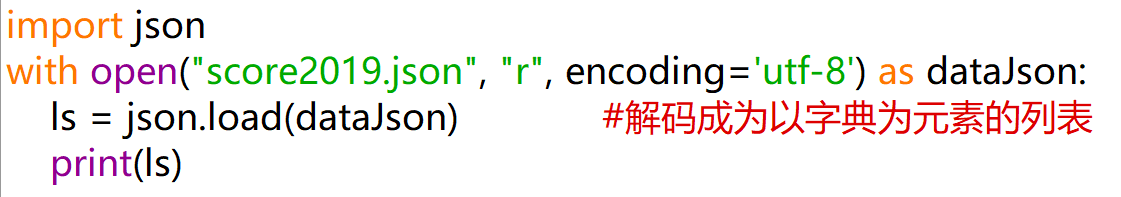 import json
with open("score2019.json", "r", encoding='utf-8') as dataJson:
    ls = json.load(dataJson)            #解码成为以字典为元素的列表
    print(ls)